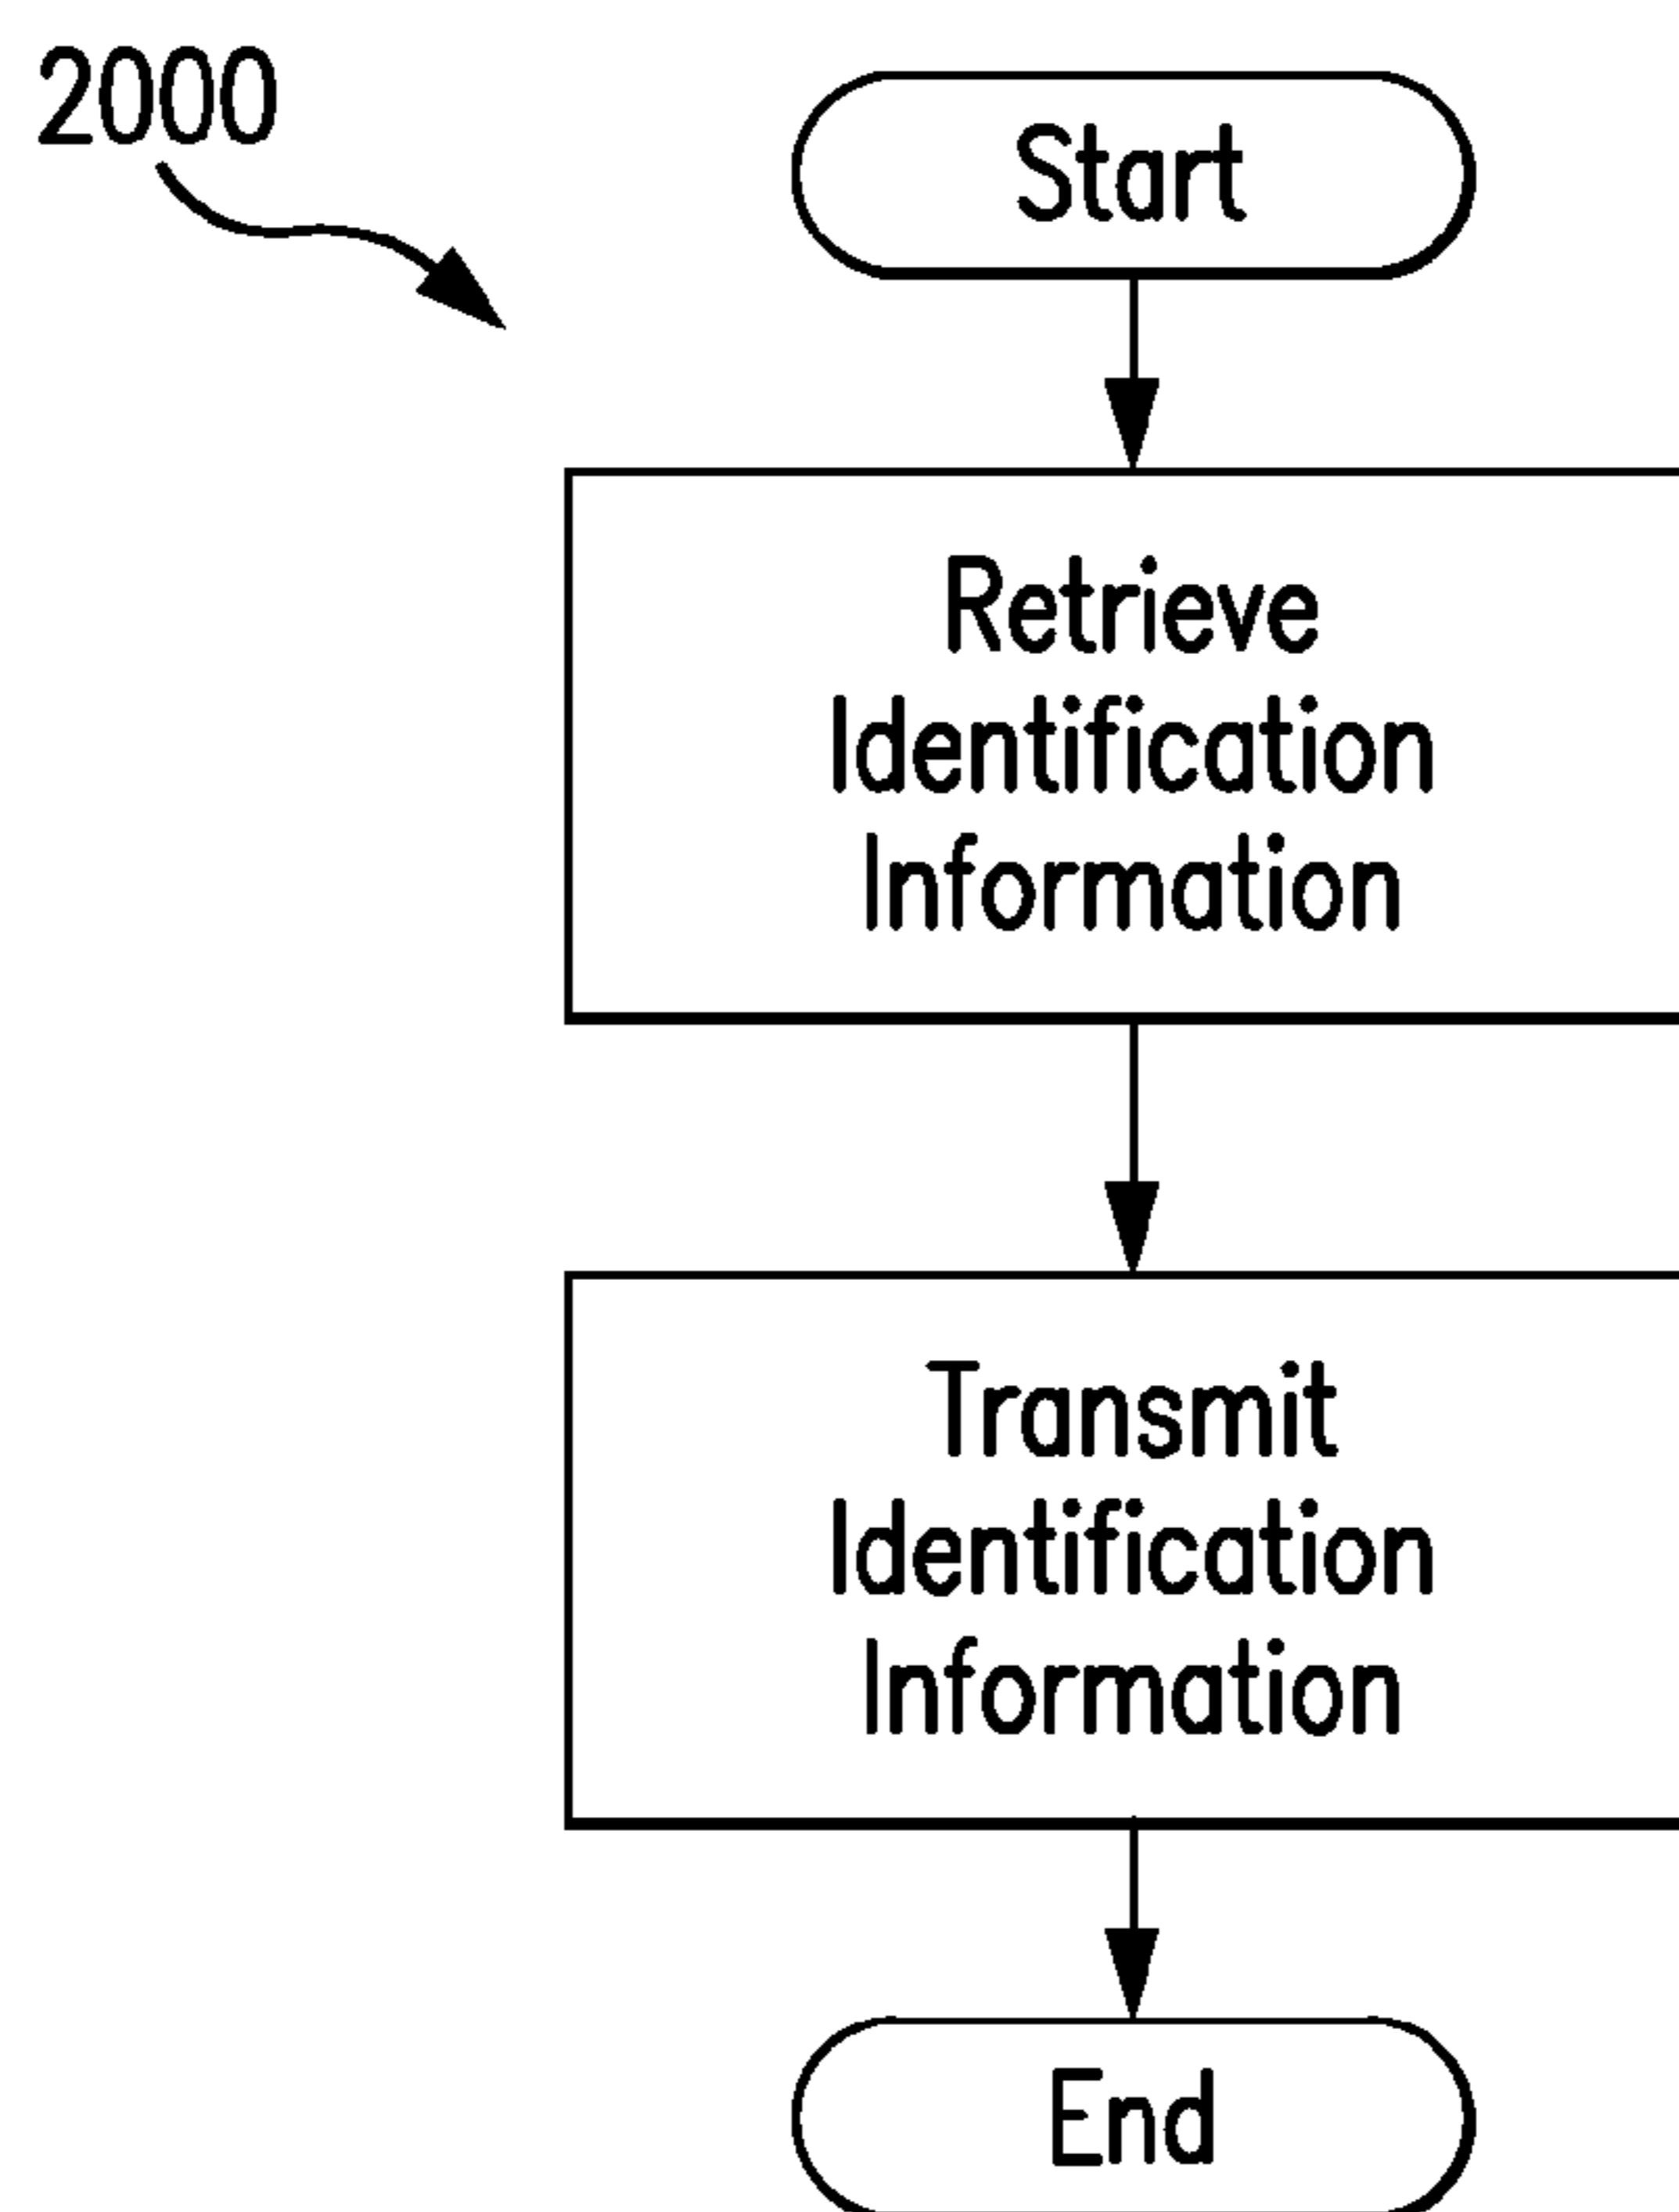 2000
Start
Retrieve
Identification
Information
Transmit
Identification
Information
End